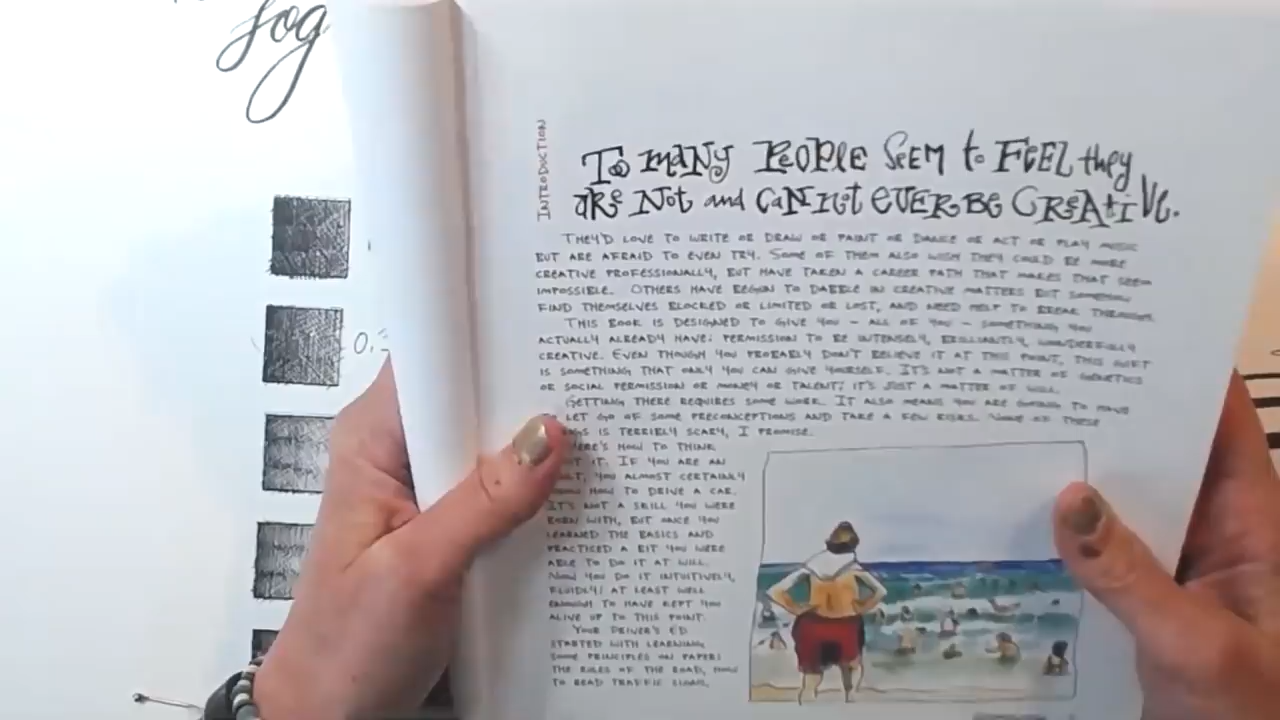 fog
0.
INTRODUCTION
Too maNy PeOPlE SeEM to FEEL they
aRe Not and CaN Not EVER BE CReAtiVe.
THEY'D LOVE TO WRITE OR DRAW OR PAINT OR DANCE OR ACT OR PLAY MUSIC
BUT ARE AFRAID TO EVEN TRY. SOME OF THEM ALSO WISH THEY COULD BE MORE
CREATIVE PROFESSIONALLY, BUT HAVE TAKEN A CAREER PATH THAT MAKES THAT SEEM
IMPOSSIBLE. OTHERS HAVE BEGUN TO DABBLE IN CREATIVE MATTERS BUT SOMEHOW
FIND THEMSELVES BLOCKED OR LIMITED OR LOST, AND NEED HELP TO BREAK THROUGH.
THIS BOOK IS DESIGNED TO GIVE YOU – ALL OF YOU – SOMETHING YOU
ACTUALLY ALREADY HAVE: PERMISSION TO BE INTENSELY, BRILLIANTLY, WONDERFULLY
CREATIVE. EVEN THOUGH YOU PROBABLY DON'T BELIEVE IT AT THIS POINT, THIS GIFT
IS SOMETHING THAT ONLY YOU CAN GIVE YOURSELF. IT'S NOT A MATTER OF GENETICS
OR SOCIAL PERMISSION OR MONEY OR TALENT; IT'S JUST A MATTER OF WILL.
GETTING THERE REQUIRES SOME WORK. IT ALSO MEANS YOU ARE GOING TO HAVE
LET GO OF SOME PRECONCEPTIONS AND TAKE A FEW RISKS. NONE OF THESE
IS TERRIBLY SCARY, I PROMISE.
HERE'S HOW TO THINK
IT. IF YOU ARE AN
YOU ALMOST CERTAINLY
HOW TO DRIVE A CAR.
IT'S NOT A SKILL YOU WERE
BORN WITH, BUT ONCE YOU
LEARNED THE BASICS AND
PRACTICED A BIT YOU WERE
ABLE TO DO IT AT WILL.
NOW YOU DO IT INTUITIVELY,
FLUIDLY; AT LEAST WELL
ENOUGH TO HAVE KEPT YOU
ALIVE UP TO THIS POINT.
YOUR DRIVER'S ED
STARTED WITH LEARNING
SOME PRINCIPLES ON PAPER:
THE RULES OF THE ROAD, HOW
TO READ TRAFFIC SIGNS,